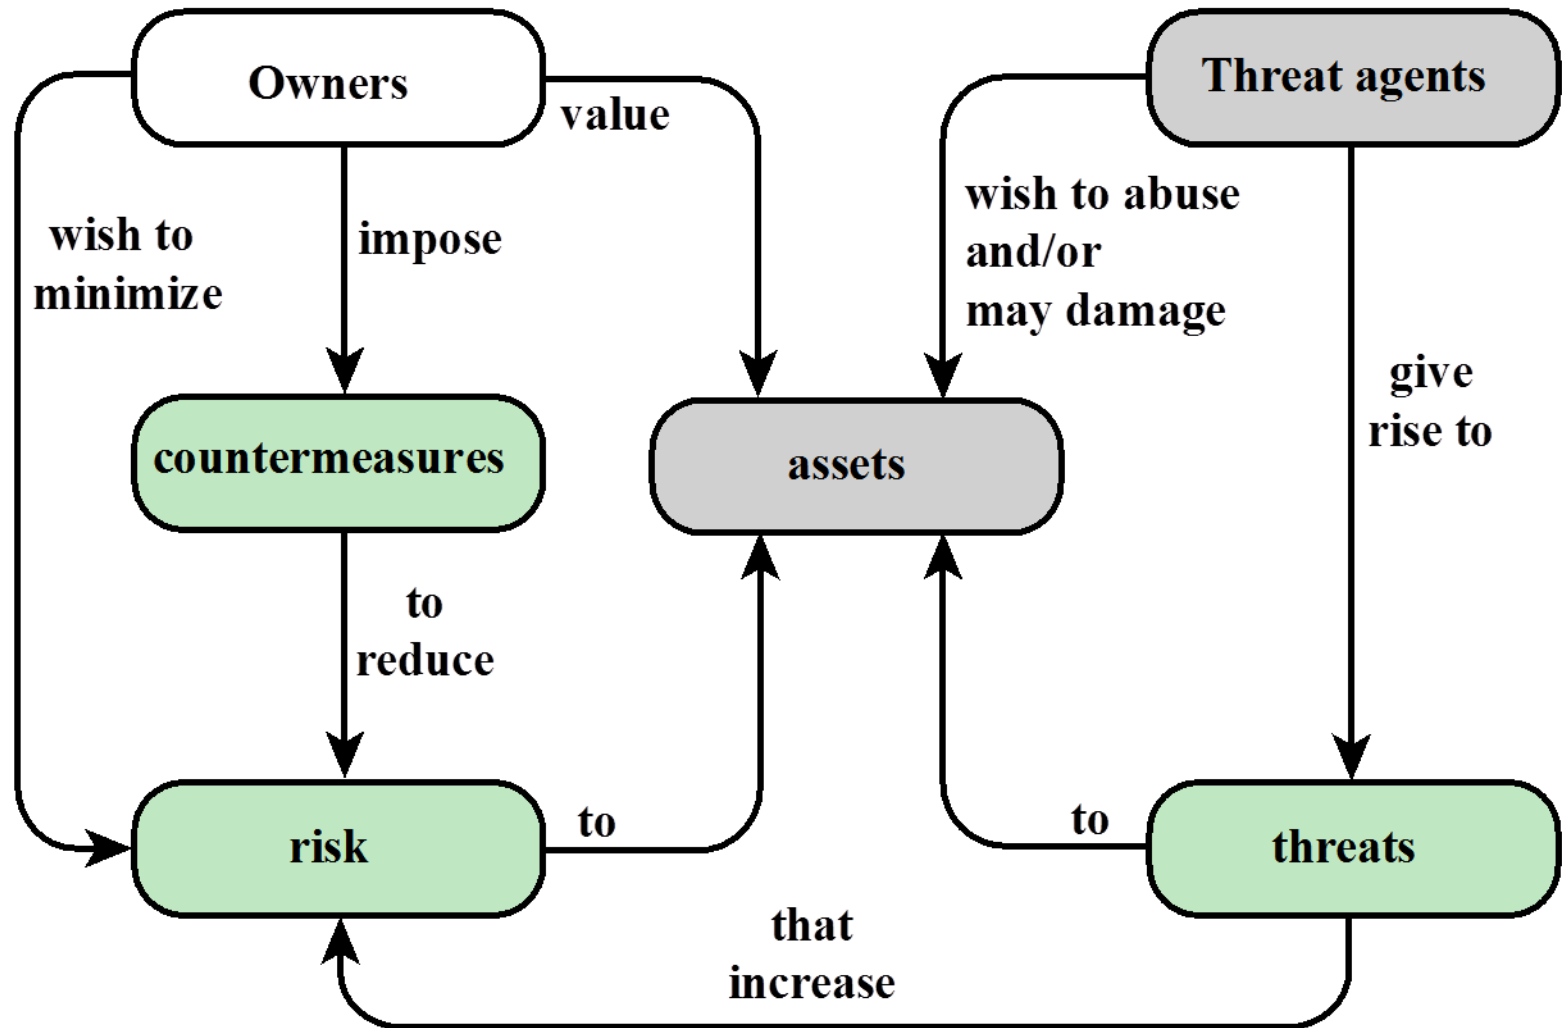 Owners
Threat agents
value
wish to
minimize
impose
wish to abuse
and/or
may damage
give
rise to
countermeasures
assets
to
reduce
risk
to
to
threats
that
increase